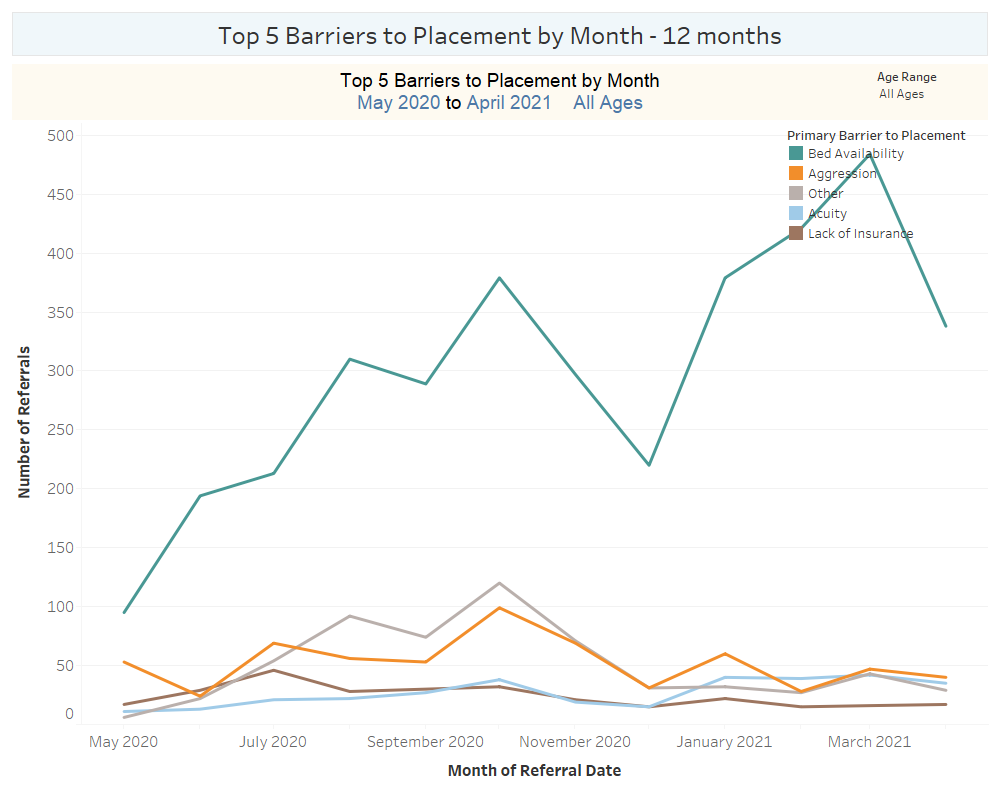 Top 5 Barriers to Placement by Month - 12 months
Top 5 Barriers to Placement by Month
May 2020 to April 2021 All Ages
Age Range
All Ages
Primary Barrier to Placement
Bed Availability
Aggression
Other
Acuity
Lack of Insurance
Number of Referrals
500
450
400
350
300
250
200
150
100
50
0
May 2020
July 2020
September 2020
November 2020
January 2021
March 2021
Month of Referral Date